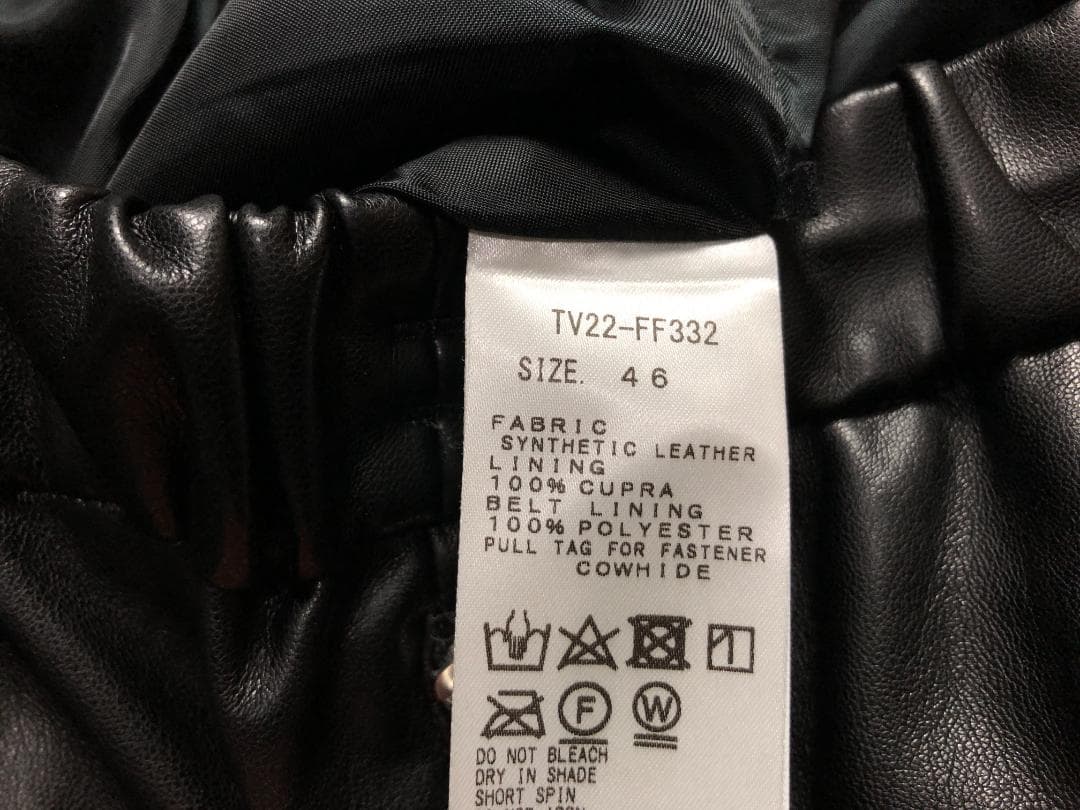 TV22-FF332
SIZE. 46
FABRIC
SYNTHETIC LEATHER
LINING
100% CUPRA
BELT LINING
100% POLYESTER
PULL TAG FOR FASTENER
COWHIDE
F W
DO NOT BLEACH
DRY IN SHADE
SHORT SPIN